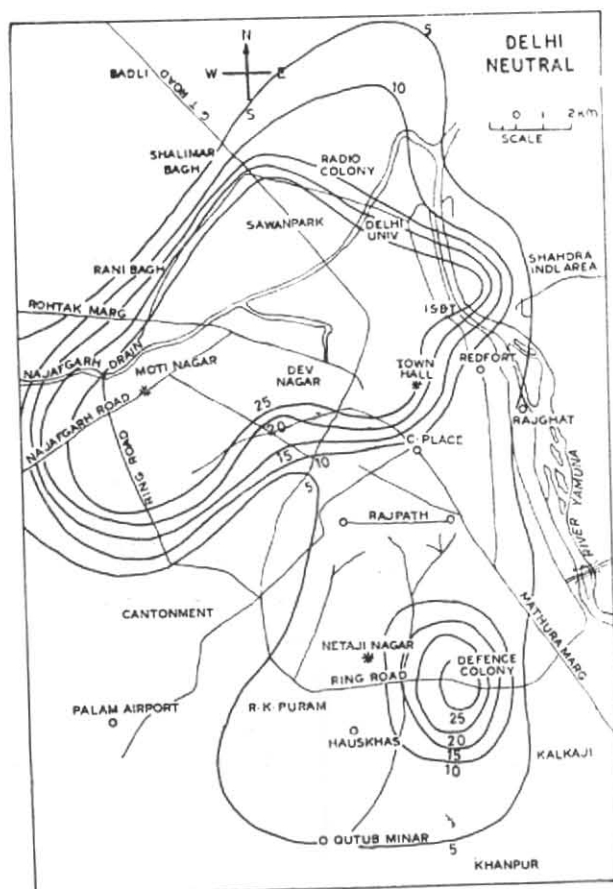 DELHI
NEUTRAL
N
W E
S
2 0 1 2 KM
SCALE
BADLI
G T ROAD
5
10
SHALIMAR
BAGH
RADIO
COLONY
SAWANPARK
DELHI
UNIV
RANI BAGH
SHAHDRA
INDL AREA
ROHTAK MARG
ISBT
NAJAFGARH DRAIN
MOTI NAGAR
DEV
NAGAR
TOWN
HALL
REDFORT
NAJAFGARH ROAD
RAJGHAT
25
20
15
10
5
C-PLACE
RING ROAD
RAJPATH
RIVER YAMUNA
CANTONMENT
MATHURA MARG
NETAJI NAGAR
DEFENCE
COLONY
RING ROAD
PALAM AIRPORT
R-K-PURAM
HAUSKHAS
25
20
15
10
KALKAJI
QUTUB MINAR
5
KHANPUR